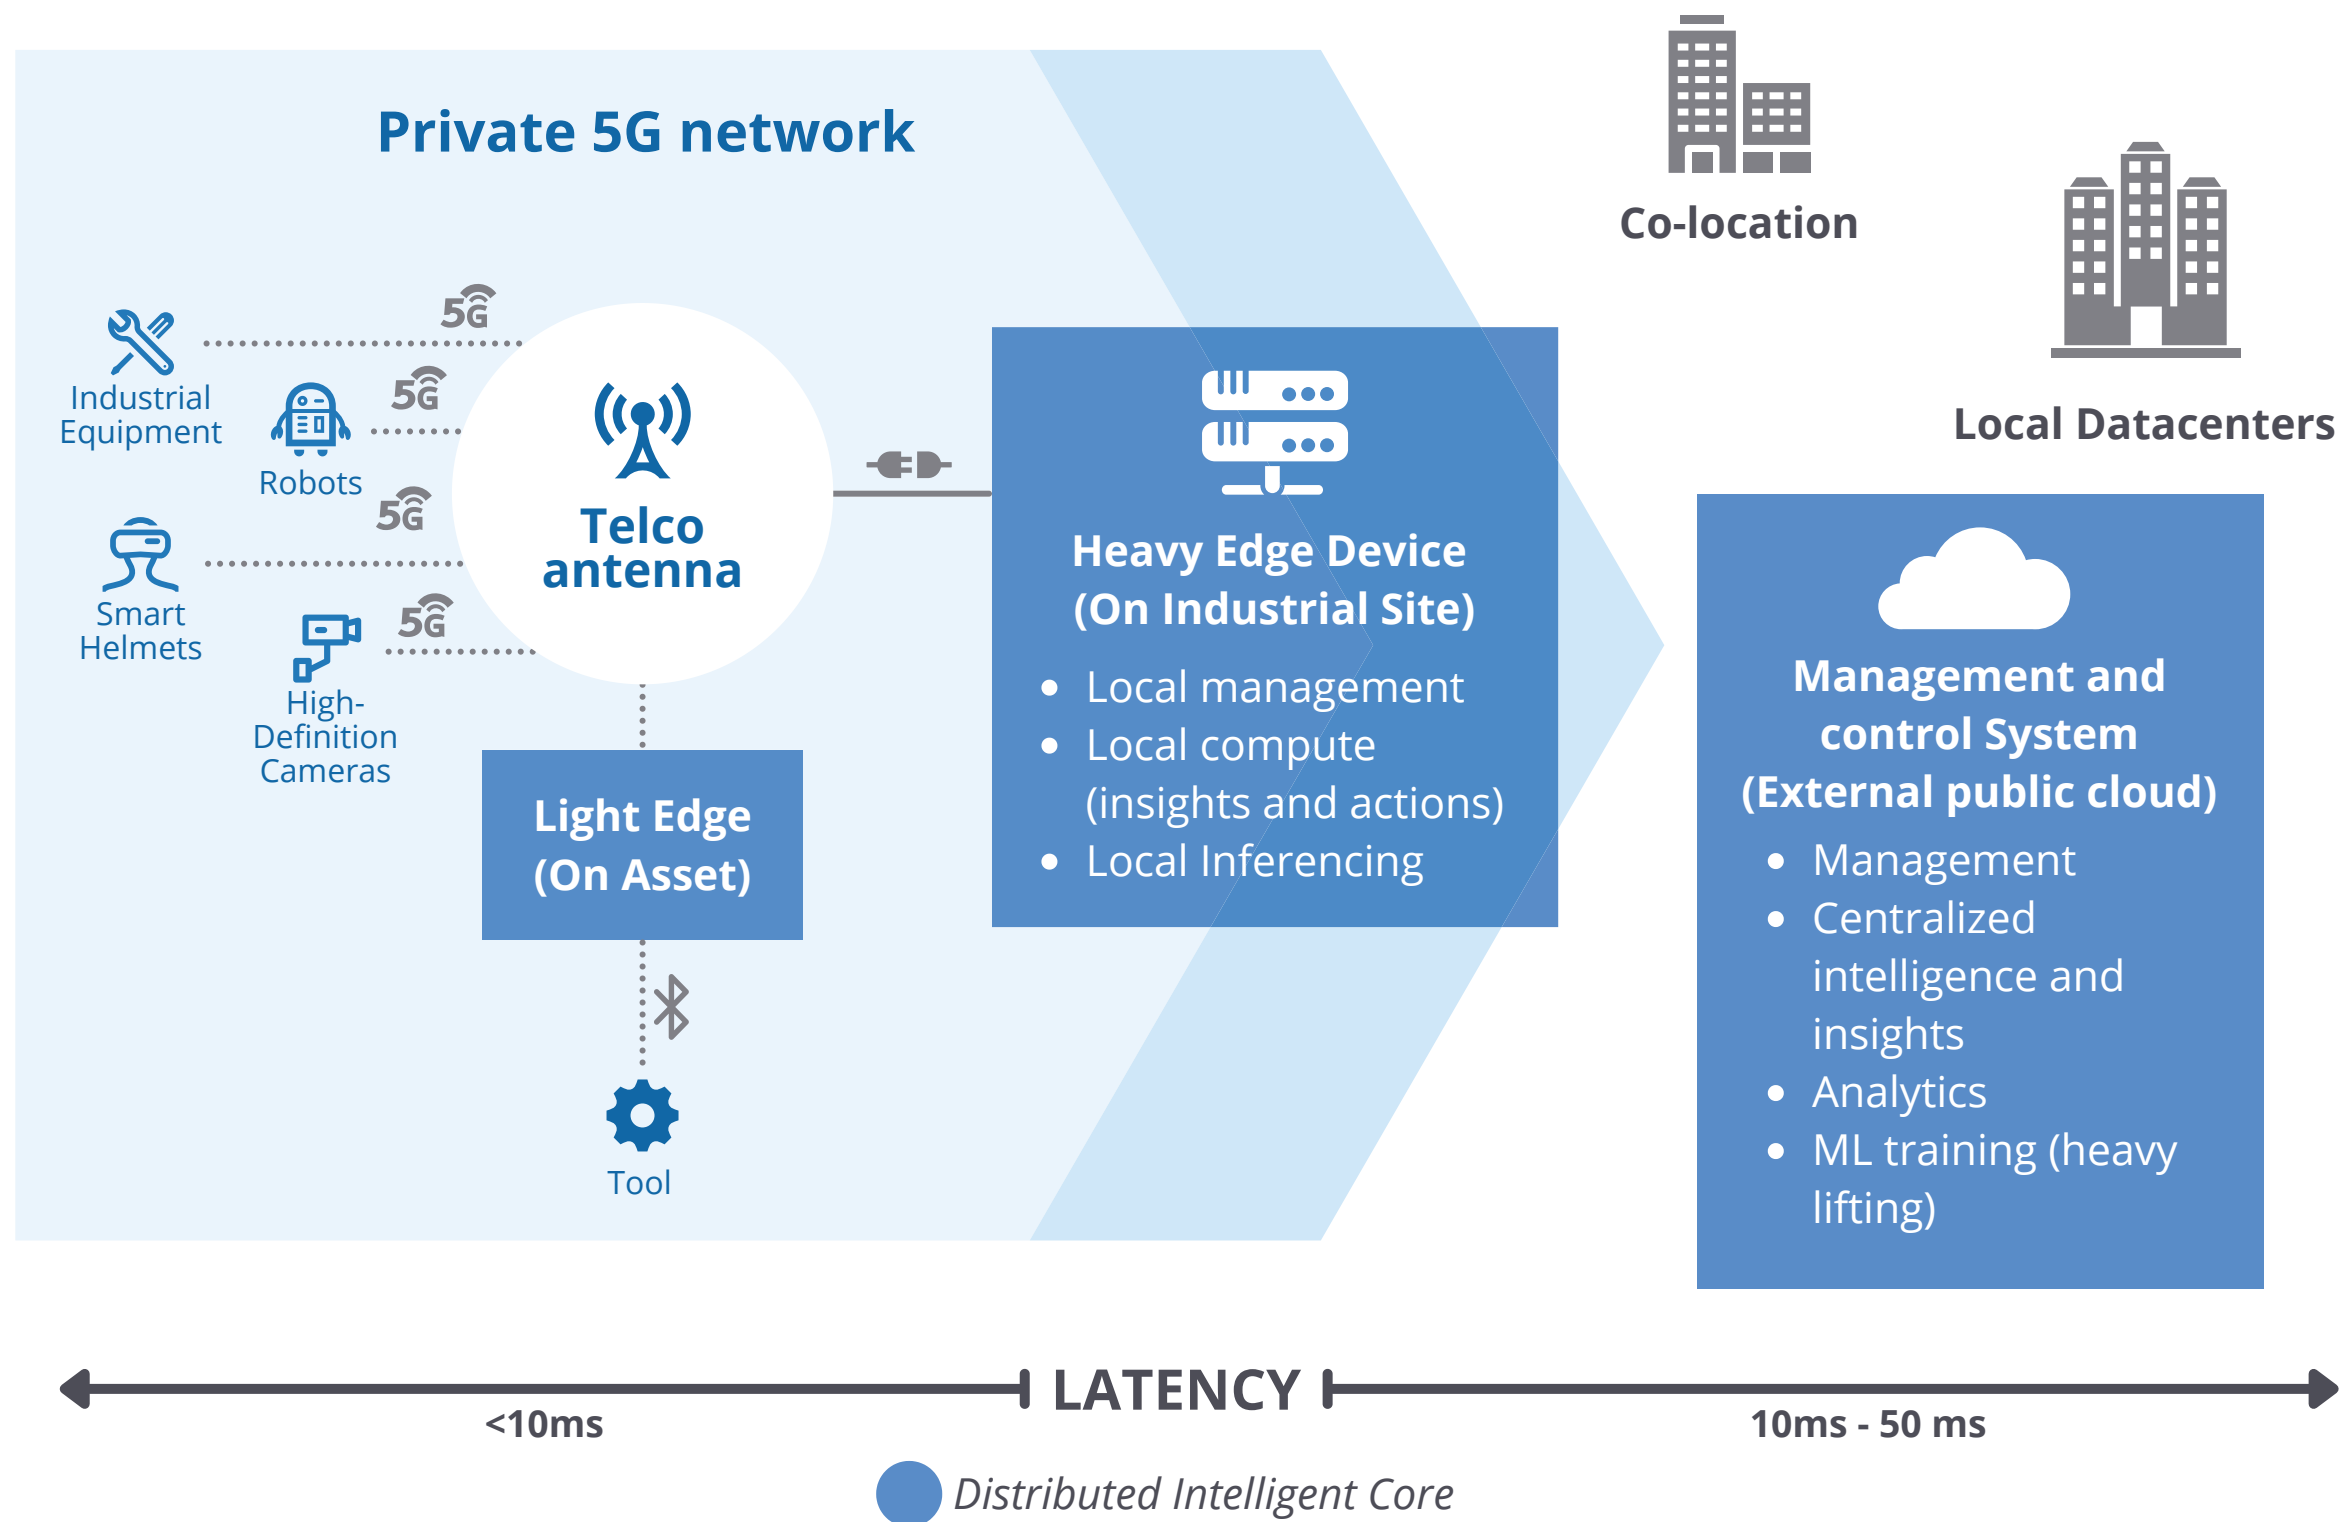 Private 5G network
Co-location
Local Datacenters
5G
Industrial
Equipment
5G
Robots
5G
Smart
Helmets
5G
High-
Definition
Cameras
Telco
antenna
Light Edge
(On Asset)
Tool
Heavy Edge Device
(On Industrial Site)
• Local management
• Local compute
(insights and actions)
• Local Inferencing
Management and
control System
(External public cloud)
• Management
• Centralized
intelligence and
insights
• Analytics
• ML training (heavy
lifting)
LATENCY
<10ms
10ms - 50 ms
Distributed Intelligent Core